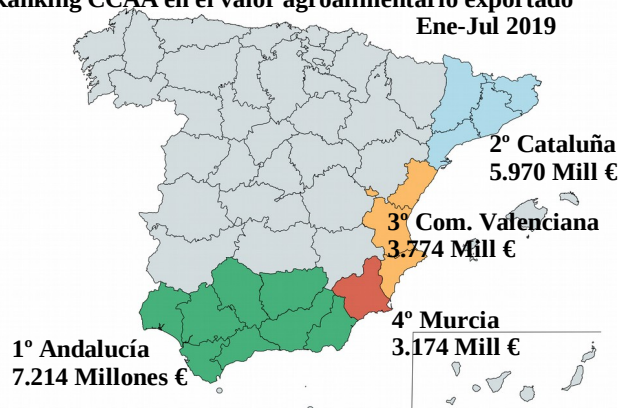 Ranking CCAA en el valor agroalimentario exportado
Ene-Jul 2019
2º Cataluña
5.970 Mill €
3º Com. Valenciana
3.774 Mill €
4º Murcia
3.174 Mill €
1º Andalucía
7.214 Millones €